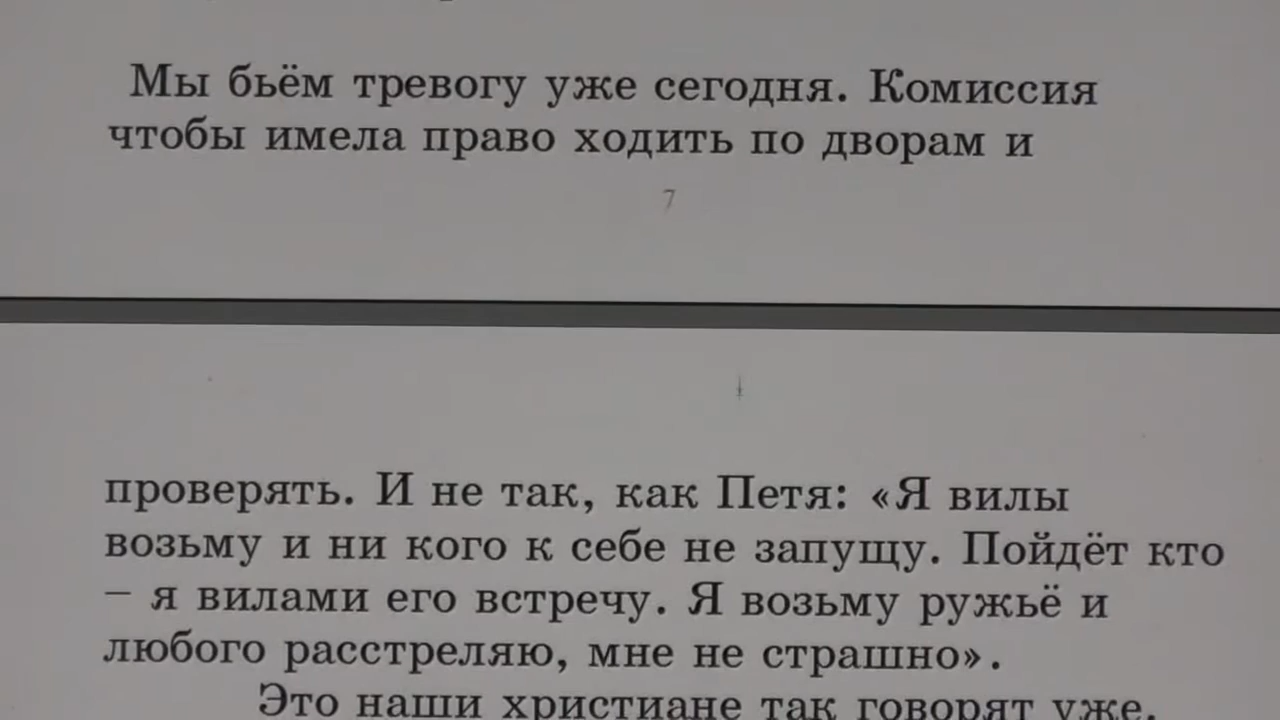 Мы бьём тревогу уже сегодня. Комиссия
чтобы имела право ходить по дворам и
7
проверять. И не так, как Петя: «Я вилы
возьму и ни кого к себе не запущу. Пойдёт кто
– я вилами его встречу. Я возьму ружьё и
любого расстреляю, мне не страшно».
Это наши христиане так говорят уже.